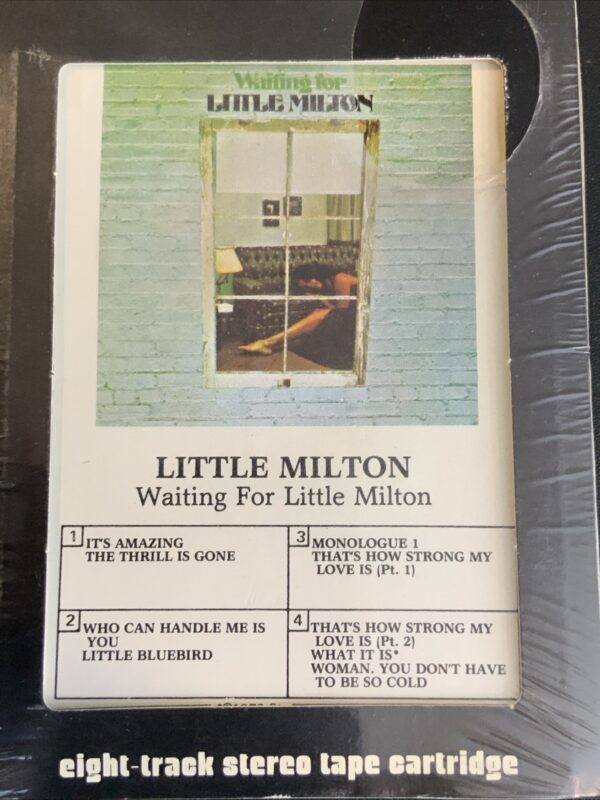 Waiting for
LITTLE MILTON
LITTLE MILTON
Waiting For Little Milton
1 IT'S AMAZING
THE THRILL IS GONE
2 WHO CAN HANDLE ME IS
YOU
LITTLE BLUEBIRD
3 MONOLOGUE 1
THAT'S HOW STRONG MY
LOVE IS (Pt. 1)
4 THAT'S HOW STRONG MY
LOVE IS (Pt. 2)
WHAT IT IS*
WOMAN. YOU DON'T HAVE
TO BE SO COLD
eight-track stereo tape cartridge